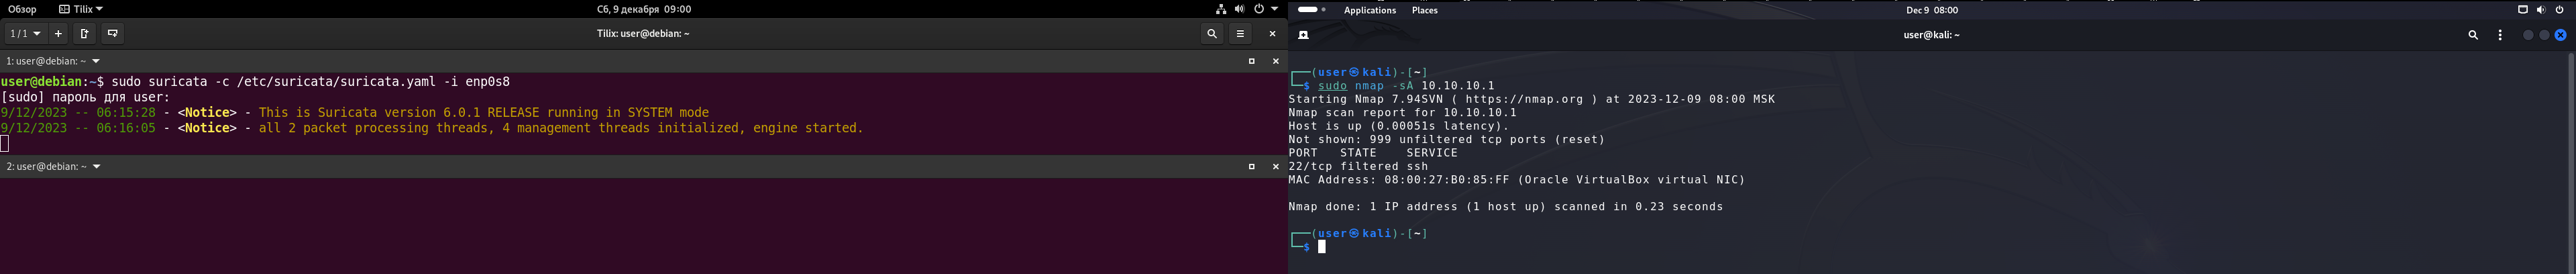 Обзор Tilix Сб, 9 декабря 09:00
1 / 1 Tilix: user@debian: ~
1: user@debian: ~
user@debian:~$ sudo suricata -c /etc/suricata/suricata.yaml -i enp0s8
[sudo] пароль для user:
9/12/2023 -- 06:15:28 - <Notice> - This is Suricata version 6.0.1 RELEASE running in SYSTEM mode
9/12/2023 -- 06:16:05 - <Notice> - all 2 packet processing threads, 4 management threads initialized, engine started.
2: user@debian: ~
Applications Places Dec 9 08:00
user@kali: ~
┌──(user㉿kali)-[~]
└─$ sudo nmap -sA 10.10.10.1
Starting Nmap 7.94SVN ( https://nmap.org ) at 2023-12-09 08:00 MSK
Nmap scan report for 10.10.10.1
Host is up (0.00051s latency).
Not shown: 999 unfiltered tcp ports (reset)
PORT   STATE    SERVICE
22/tcp filtered ssh
MAC Address: 08:00:27:B0:85:FF (Oracle VirtualBox virtual NIC)
Nmap done: 1 IP address (1 host up) scanned in 0.23 seconds
┌──(user㉿kali)-[~]
└─$